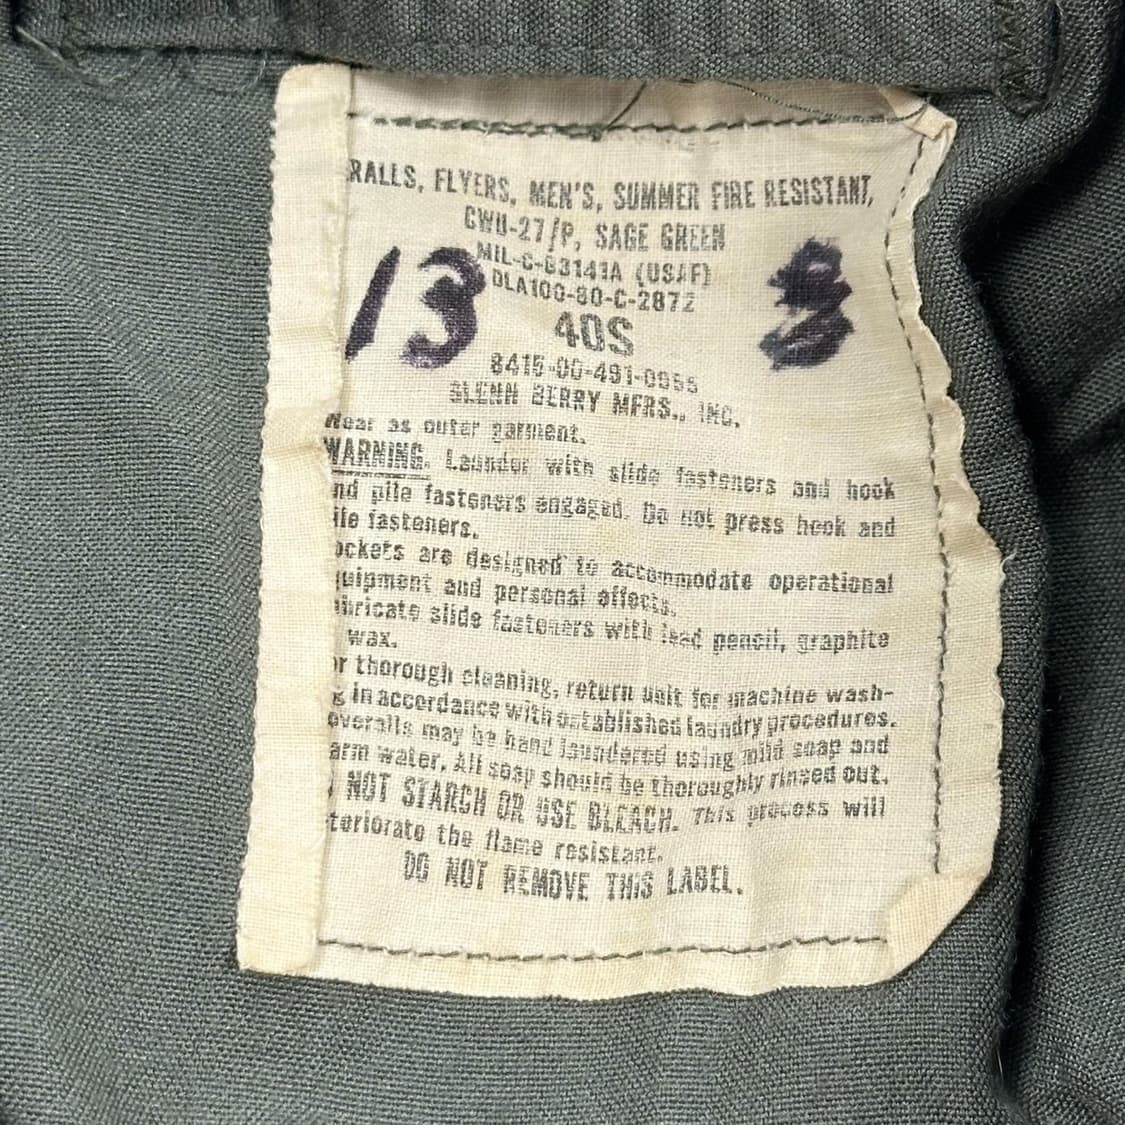 RALLS, FLYERS, MEN'S, SUMMER FIRE RESISTANT,
CWU-27/P, SAGE GREEN
MIL-C-83141A (USAF)
DLA100-80-C-2872
13
3
40S
8415-00-491-0955
GLENN BERRY MFRS., INC.
Wear as outer garment.
WARNING. Launder with slide fasteners and hook
nd pile fasteners engaged. Do not press hook and
ile fasteners.
ockets are designed to accommodate operational
quipment and personal effects.
ubricate slide fasteners with lead pencil, graphite
wax.
or thorough cleaning, return unit for machine wash-
g in accordance with established laundry procedures.
overalls may be hand laundered using mild soap and
arm water. All soap should be thoroughly rinsed out.
NOT STARCH OR USE BLEACH. This process will
teriorate the flame resistant.
DO NOT REMOVE THIS LABEL.